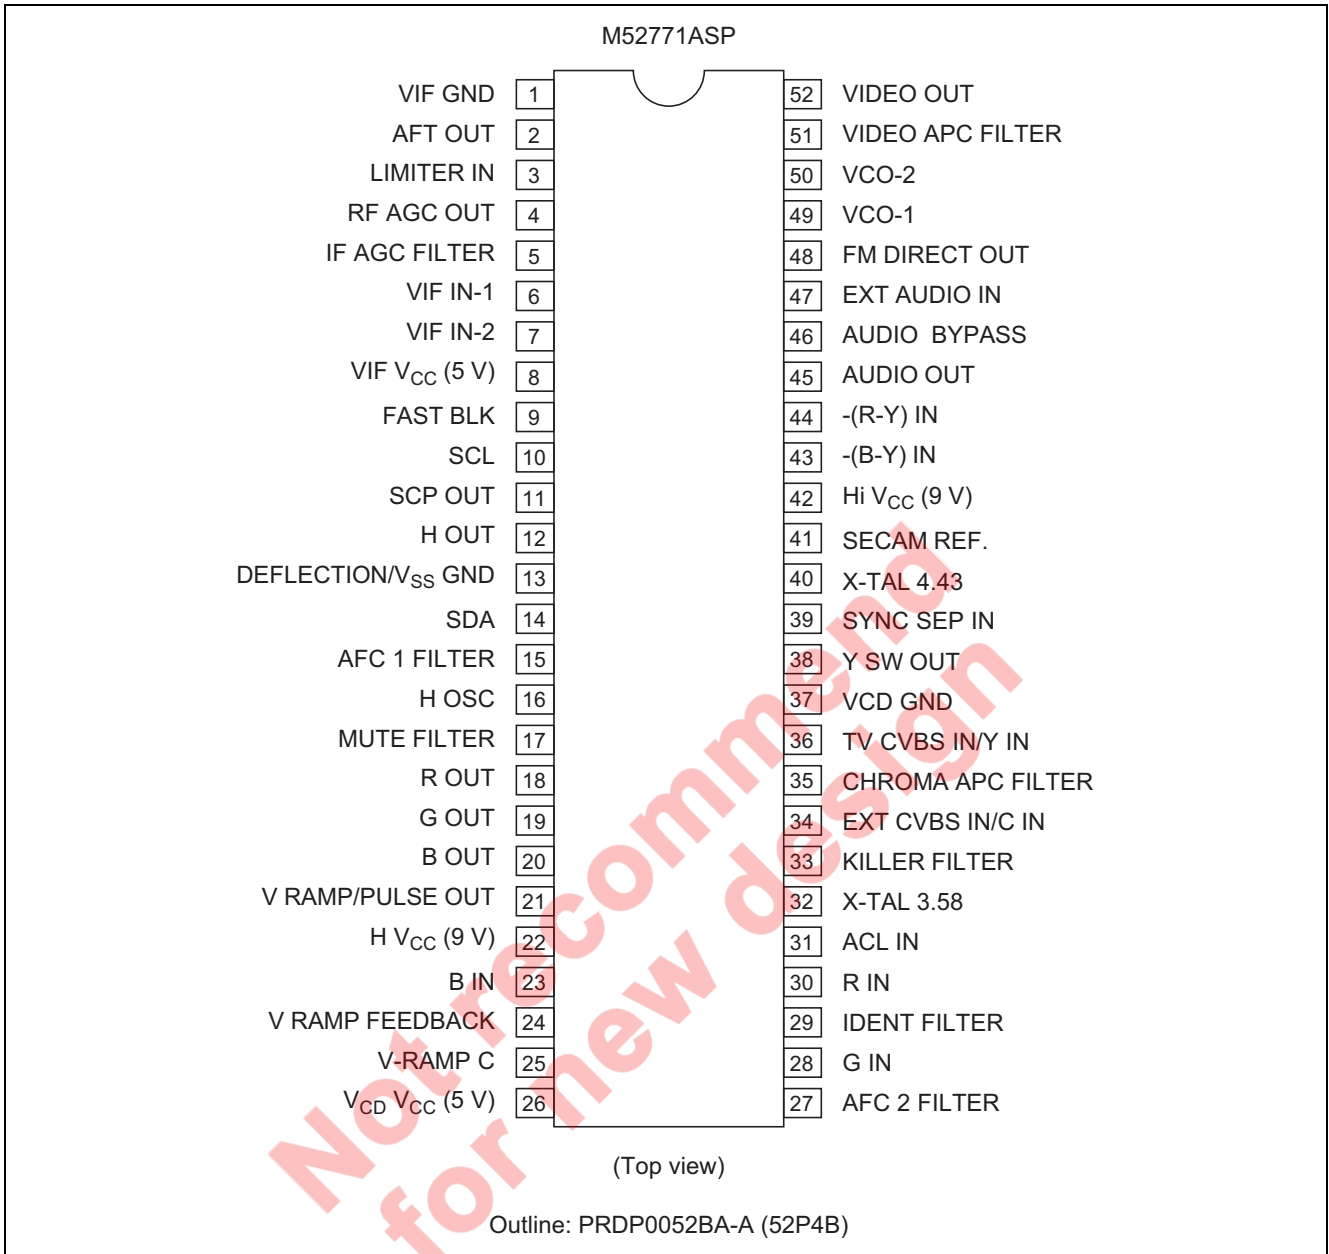 M52771ASP
VIF GND 1 52 VIDEO OUT
AFT OUT 2 51 VIDEO APC FILTER
LIMITER IN 3 50 VCO-2
RF AGC OUT 4 49 VCO-1
IF AGC FILTER 5 48 FM DIRECT OUT
VIF IN-1 6 47 EXT AUDIO IN
VIF IN-2 7 46 AUDIO BYPASS
VIF VCC (5 V) 8 45 AUDIO OUT
FAST BLK 9 44 -(R-Y) IN
SCL 10 43 -(B-Y) IN
SCP OUT 11 42 Hi VCC (9 V)
H OUT 12 41 SECAM REF.
DEFLECTION/VSS GND 13 40 X-TAL 4.43
SDA 14 39 SYNC SEP IN
AFC 1 FILTER 15 38 Y SW OUT
H OSC 16 37 VCD GND
MUTE FILTER 17 36 TV CVBS IN/Y IN
R OUT 18 35 CHROMA APC FILTER
G OUT 19 34 EXT CVBS IN/C IN
B OUT 20 33 KILLER FILTER
V RAMP/PULSE OUT 21 32 X-TAL 3.58
H VCC (9 V) 22 31 ACL IN
B IN 23 30 R IN
V RAMP FEEDBACK 24 29 IDENT FILTER
V-RAMP C 25 28 G IN
VCD VCC (5 V) 26 27 AFC 2 FILTER
(Top view)
Outline: PRDP0052BA-A (52P4B)
Not recommend
for new design